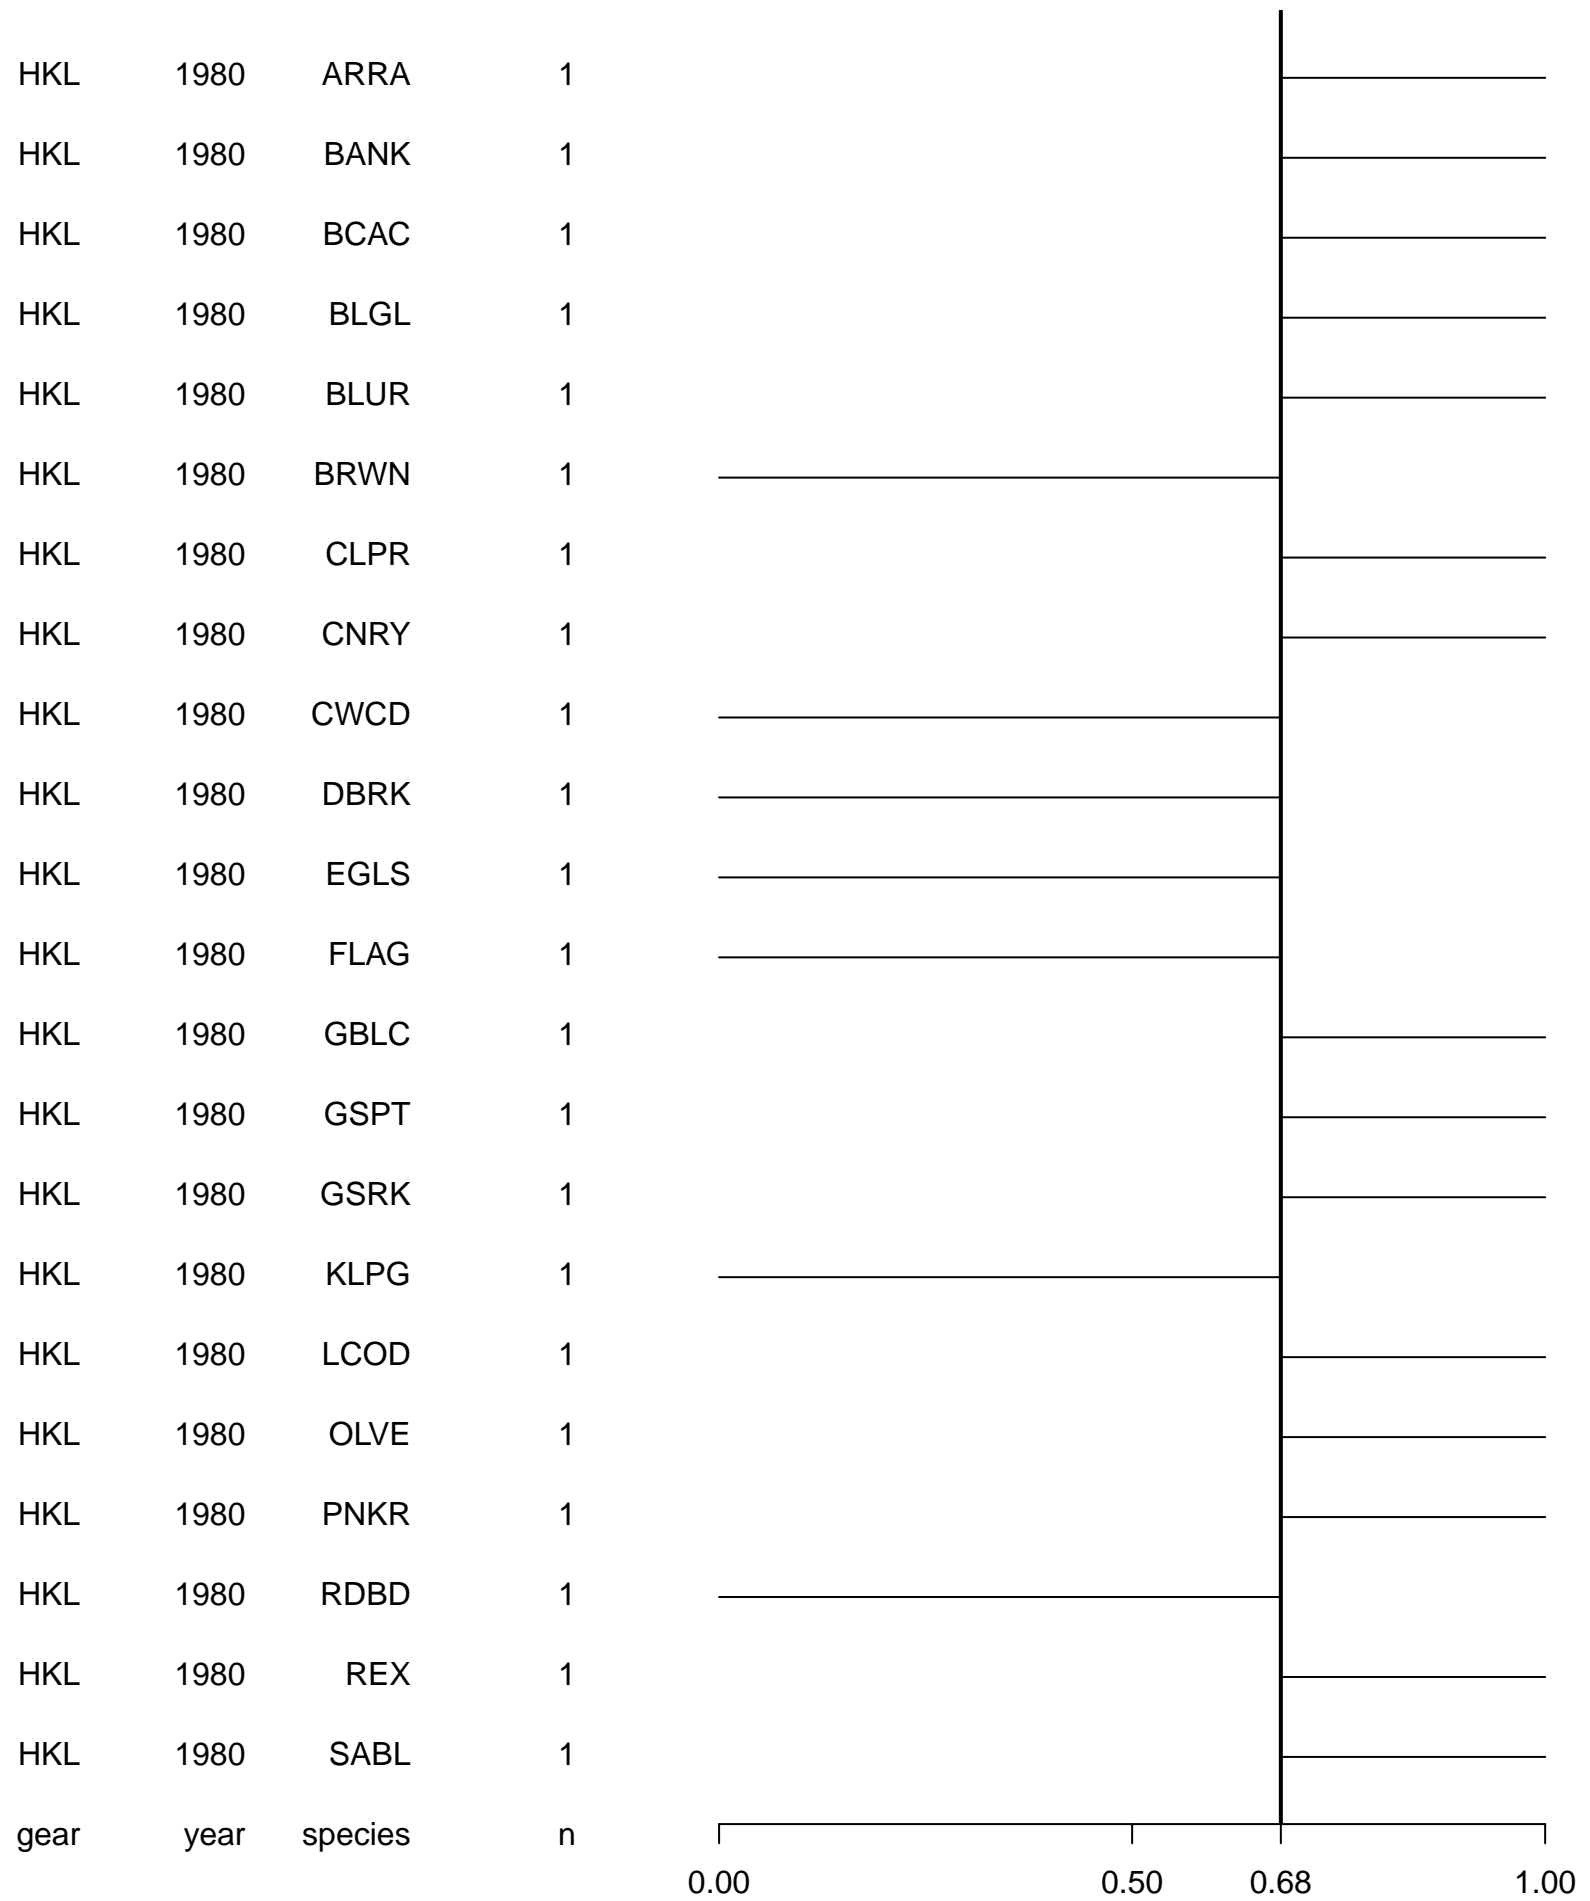 HKL 1980 ARRA 1
HKL 1980 BANK 1
HKL 1980 BCAC 1
HKL 1980 BLGL 1
HKL 1980 BLUR 1
HKL 1980 BRWN 1
HKL 1980 CLPR 1
HKL 1980 CNRY 1
HKL 1980 CWCD 1
HKL 1980 DBRK 1
HKL 1980 EGLS 1
HKL 1980 FLAG 1
HKL 1980 GBLC 1
HKL 1980 GSPT 1
HKL 1980 GSRK 1
HKL 1980 KLPG 1
HKL 1980 LCOD 1
HKL 1980 OLVE 1
HKL 1980 PNKR 1
HKL 1980 RDBD 1
HKL 1980 REX 1
HKL 1980 SABL 1
gear year species n
0.00 0.50 0.68 1.00